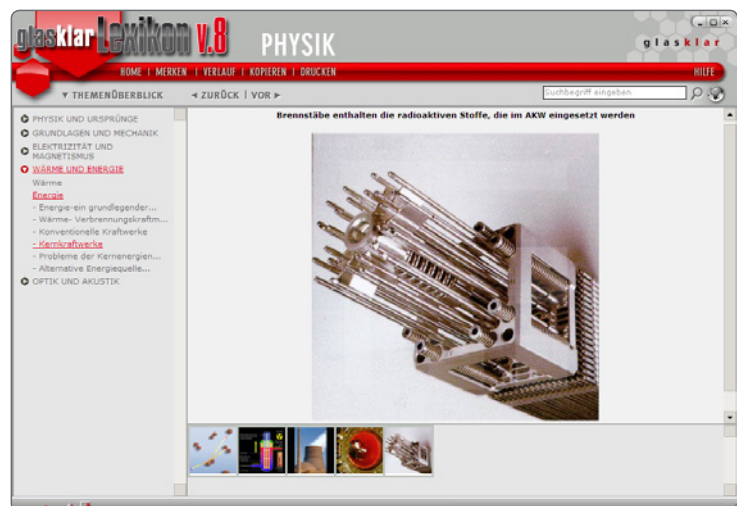 glasklar Lexikon V.8
PHYSIK
glasklar
HOME | MERKEN | VERLAUF | KOPIEREN | DRUCKEN
HILFE
▼ THEMENÜBERBLICK
◄ ZURÜCK | VOR ►
Suchbegriff eingeben
PHYSIK UND URSPRÜNGE
GRUNDLAGEN UND MECHANIK
ELEKTRIZITÄT UND
MAGNETISMUS
WÄRME UND ENERGIE
Wärme
Energie
- Energie-ein grundlegender...
- Wärme- Verbrennungskraftm...
- Konventionelle Kraftwerke
- Kernkraftwerke
- Probleme der Kernenergien...
- Alternative Energiequelle...
OPTIK UND AKUSTIK
Brennstäbe enthalten die radioaktiven Stoffe, die im AKW eingesetzt werden